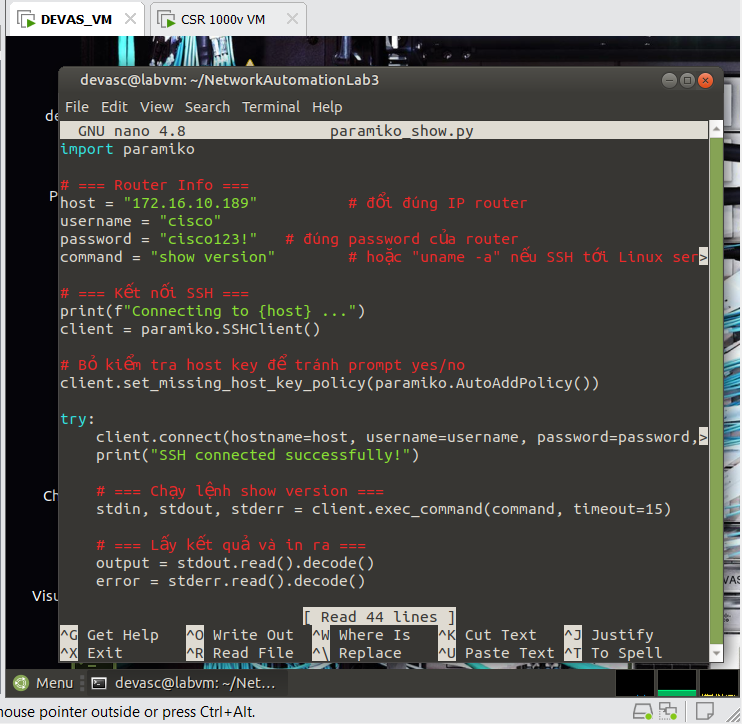 DEVAS_VM
CSR 1000v VM
devasc@labvm: ~/NetworkAutomationLab3
File Edit View Search Terminal Help
GNU nano 4.8 paramiko_show.py
import paramiko
# === Router Info ===
host = "172.16.10.189" # đổi đúng IP router
username = "cisco"
password = "cisco123!" # đúng password của router
command = "show version" # hoặc "uname -a" nếu SSH tới Linux ser>
# === Kết nối SSH ===
print(f"Connecting to {host} ...")
client = paramiko.SSHClient()
# Bỏ kiểm tra host key để tránh prompt yes/no
client.set_missing_host_key_policy(paramiko.AutoAddPolicy())
try:
client.connect(hostname=host, username=username, password=password,>
print("SSH connected successfully!")
# === Chạy lệnh show version ===
stdin, stdout, stderr = client.exec_command(command, timeout=15)
# === Lấy kết quả và in ra ===
output = stdout.read().decode()
error = stderr.read().decode()
[ Read 44 lines ]
^G Get Help ^O Write Out ^W Where Is ^K Cut Text ^J Justify
^X Exit ^R Read File ^\ Replace ^U Paste Text ^T To Spell
de
P
Ch
Visu
VAS
Menu
devasc@labvm: ~/Net...
nouse pointer outside or press Ctrl+Alt.